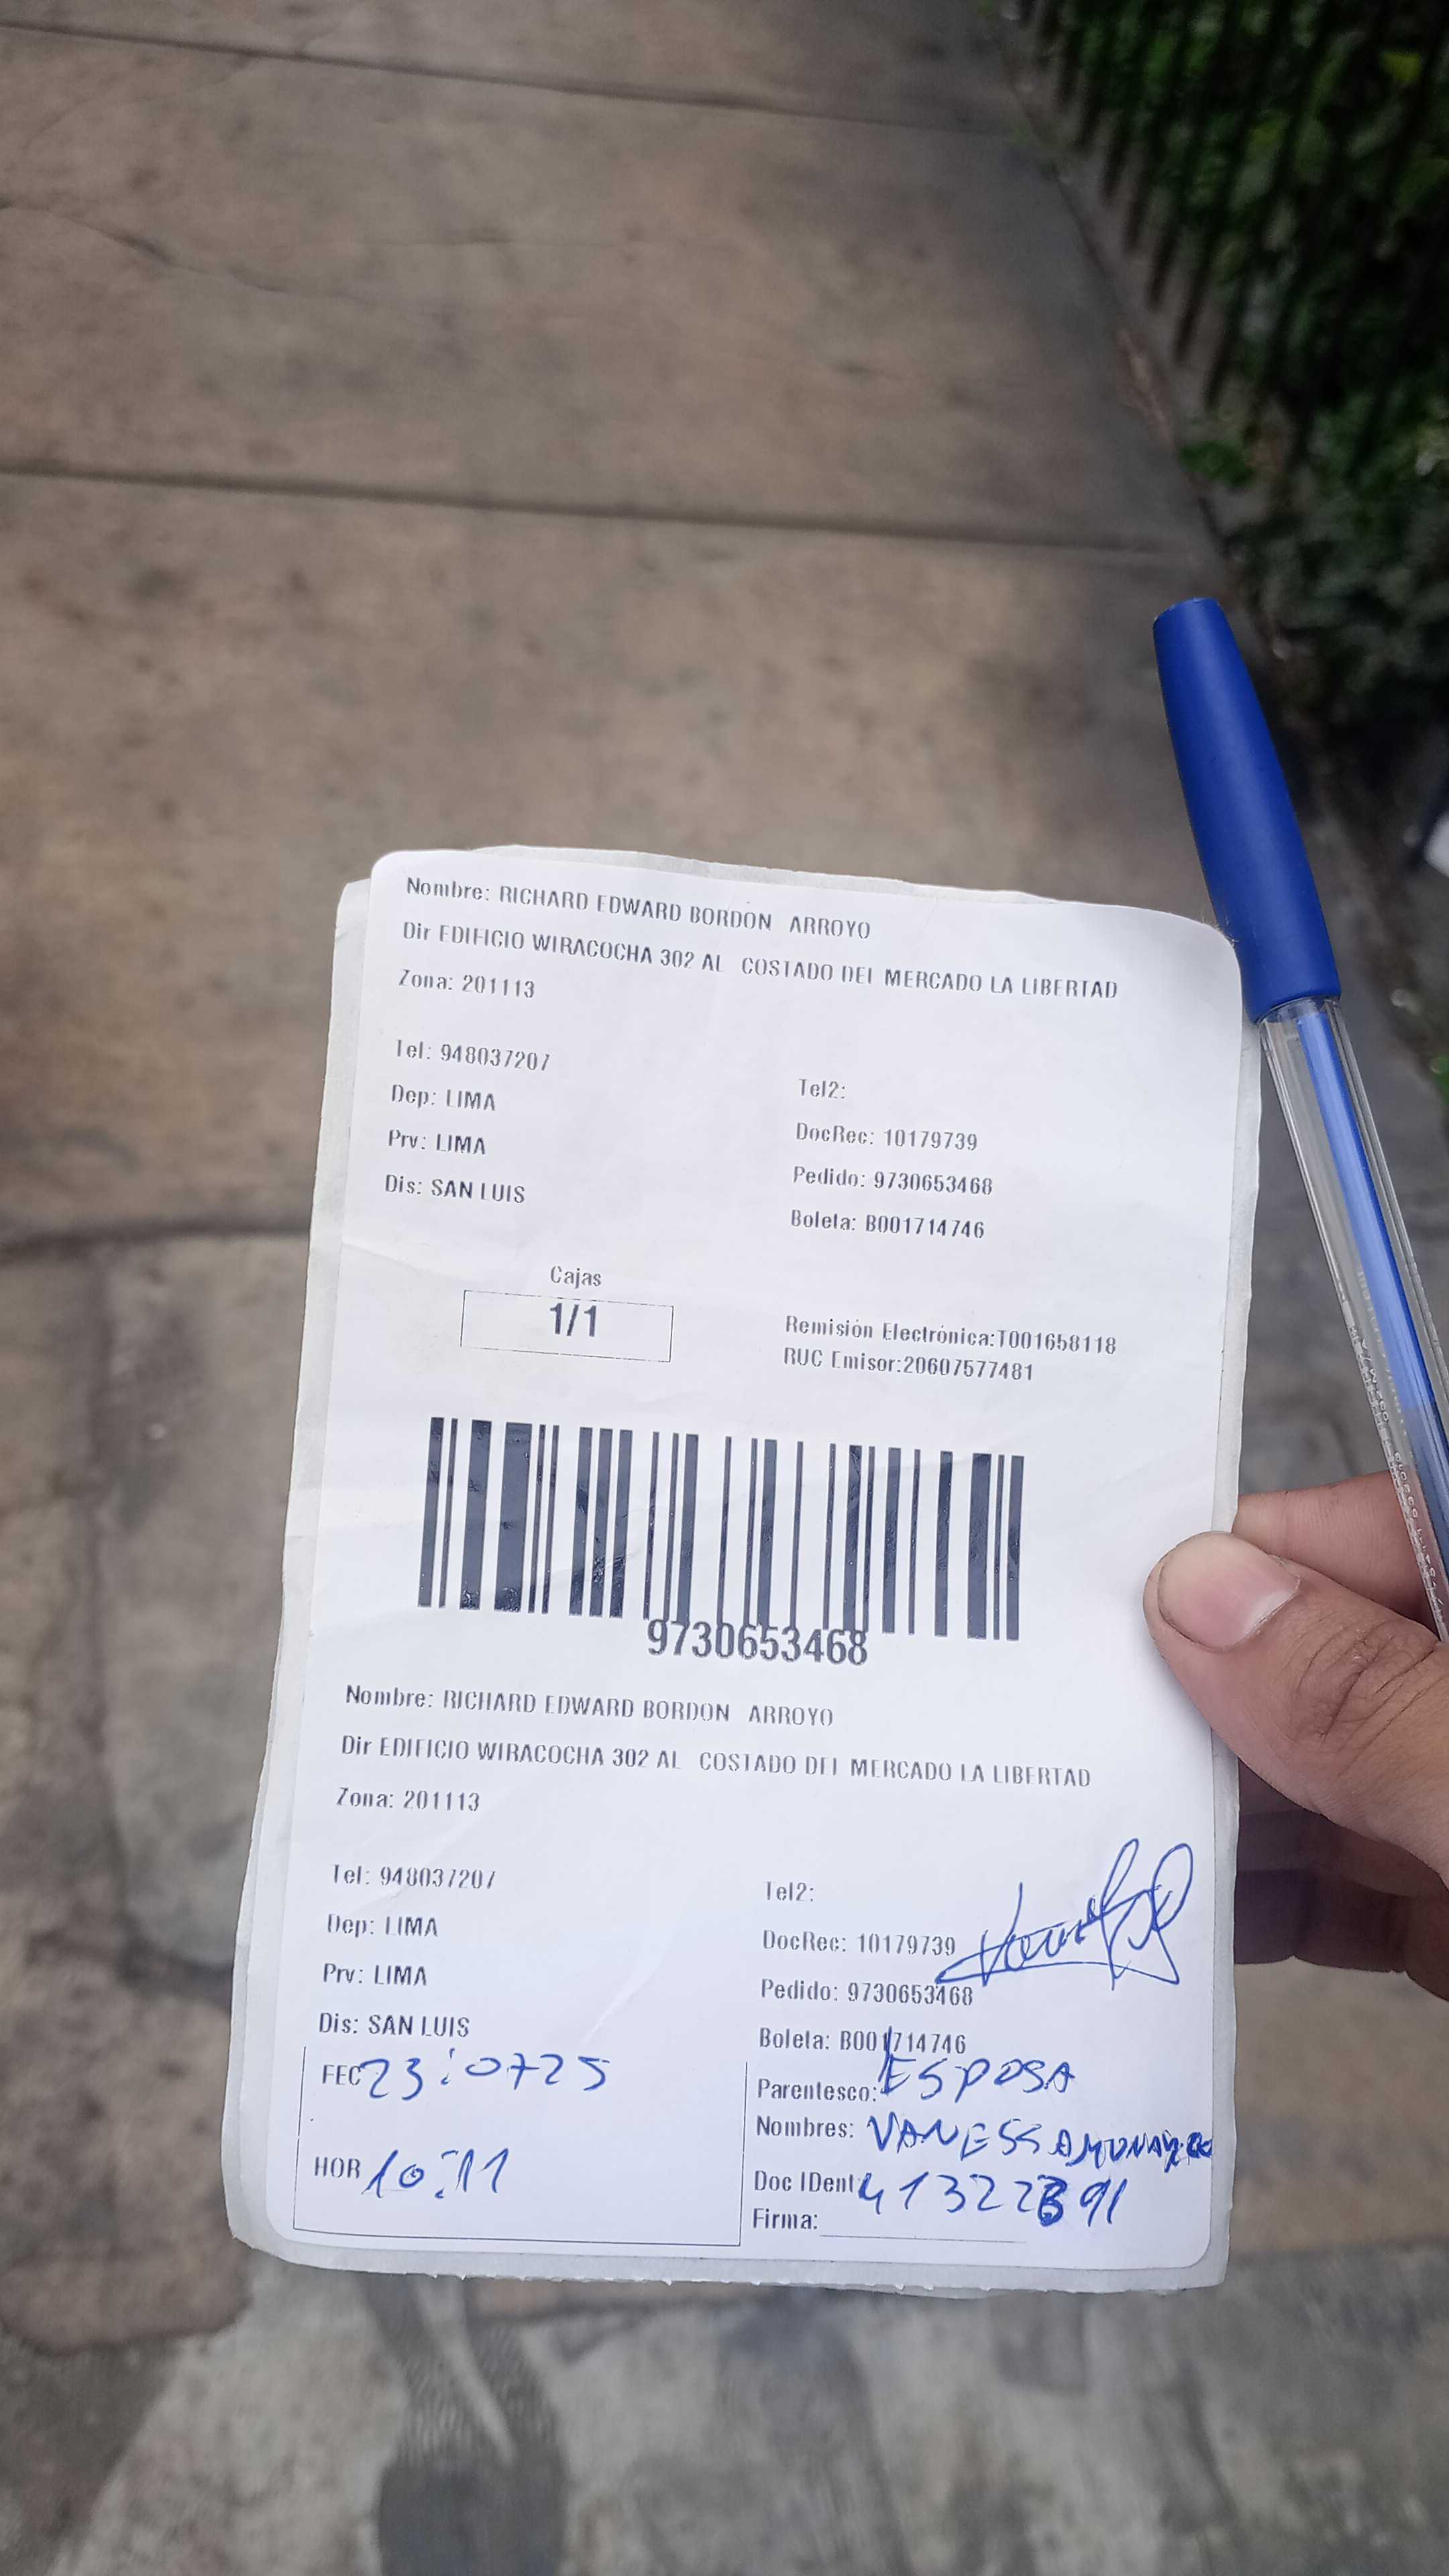 Nombre: RICHARD EDWARD BORDON ARROYO
Dir EDIFICIO WIRACOCHA 302 AL COSTADO DEL MERCADO LA LIBERTAD
Zona: 201113
Tel: 948037207
Tel2:
Dep: LIMA
DocRec: 10179739
Prv: LIMA
Pedido: 9730653468
Dis: SAN LUIS
Boleta: B001714746
Cajas
1/1
Remisión Electrónica:T001658118
RUC Emisor:20607577481
9730653468
Nombre: RICHARD EDWARD BORDON ARROYO
Dir EDIFICIO WIRACOCHA 302 AL COSTADO DEL MERCADO LA LIBERTAD
Zona: 201113
Tel: 948037207
Tel2:
Dep: LIMA
DocRec: 10179739
Prv: LIMA
Pedido: 9730653468
Dis: SAN LUIS
Boleta: B001714746
FEC 23:0725
Parentesco: ESPOSA
Nombres: VANESSA
HOR 10:11
Doc IDent
Firma: